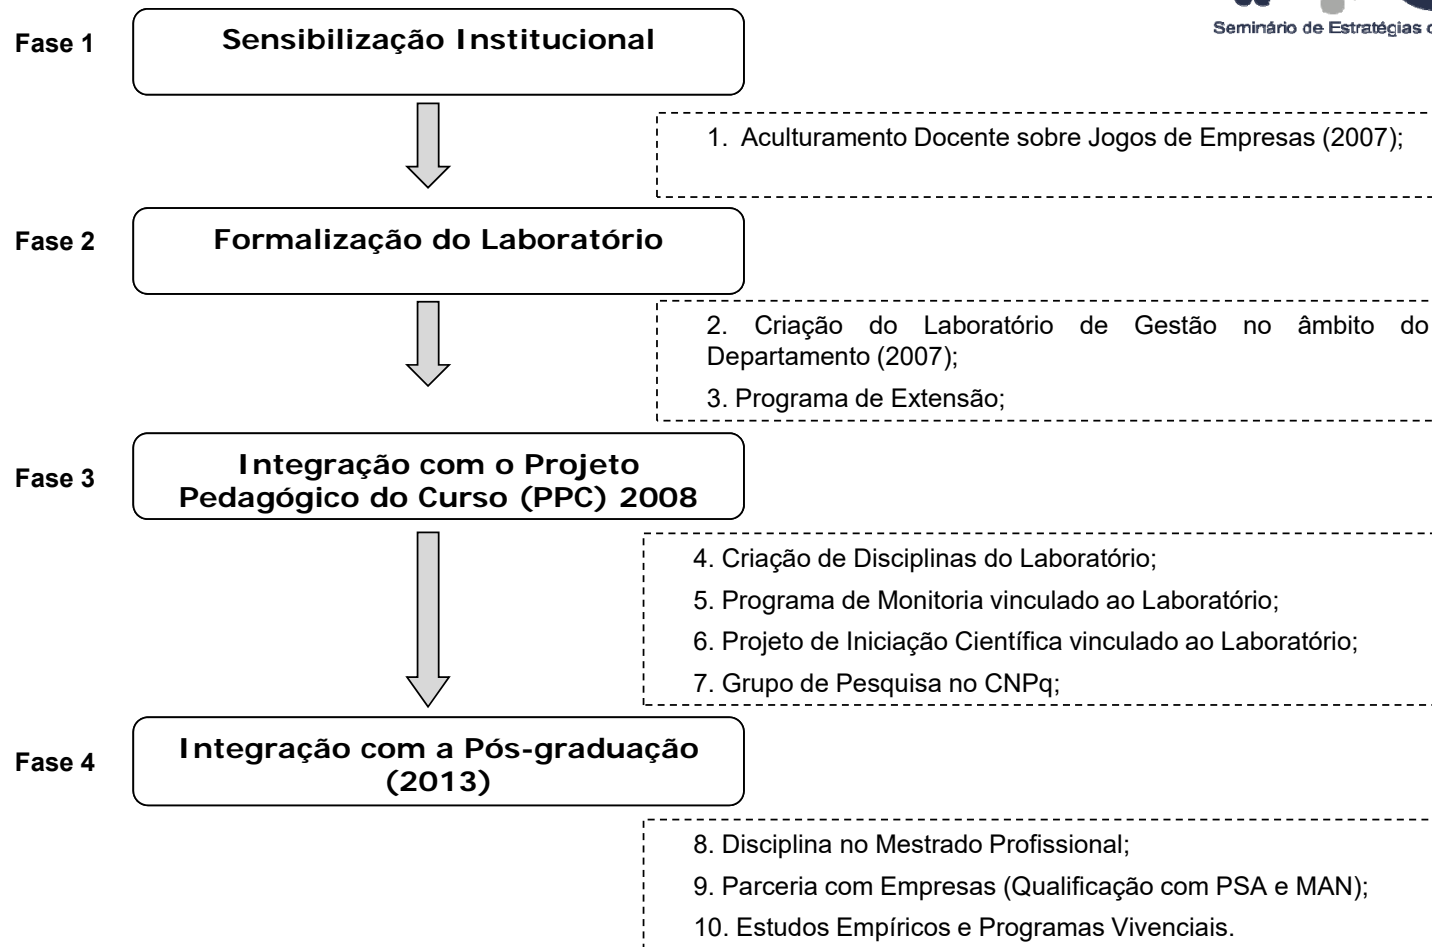 Seminário de Estratégias
Fase 1
Sensibilização Institucional
1. Aculturamento Docente sobre Jogos de Empresas (2007);
Fase 2
Formalização do Laboratório
2. Criação do Laboratório de Gestão no âmbito do
Departamento (2007);
3. Programa de Extensão;
Fase 3
Integração com o Projeto
Pedagógico do Curso (PPC) 2008
4. Criação de Disciplinas do Laboratório;
5. Programa de Monitoria vinculado ao Laboratório;
6. Projeto de Iniciação Científica vinculado ao Laboratório;
7. Grupo de Pesquisa no CNPq;
Fase 4
Integração com a Pós-graduação
(2013)
8. Disciplina no Mestrado Profissional;
9. Parceria com Empresas (Qualificação com PSA e MAN);
10. Estudos Empíricos e Programas Vivenciais.